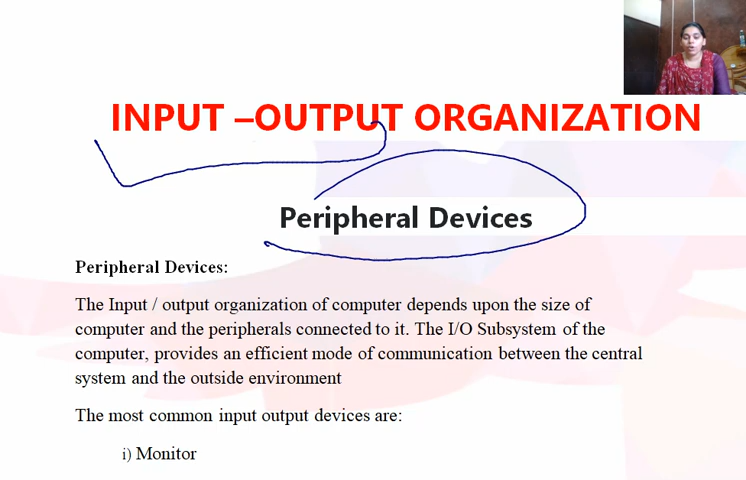 INPUT –OUTPUT ORGANIZATION
Peripheral Devices
Peripheral Devices:
The Input / output organization of computer depends upon the size of
computer and the peripherals connected to it. The I/O Subsystem of the
computer, provides an efficient mode of communication between the central
system and the outside environment
The most common input output devices are:
i) Monitor